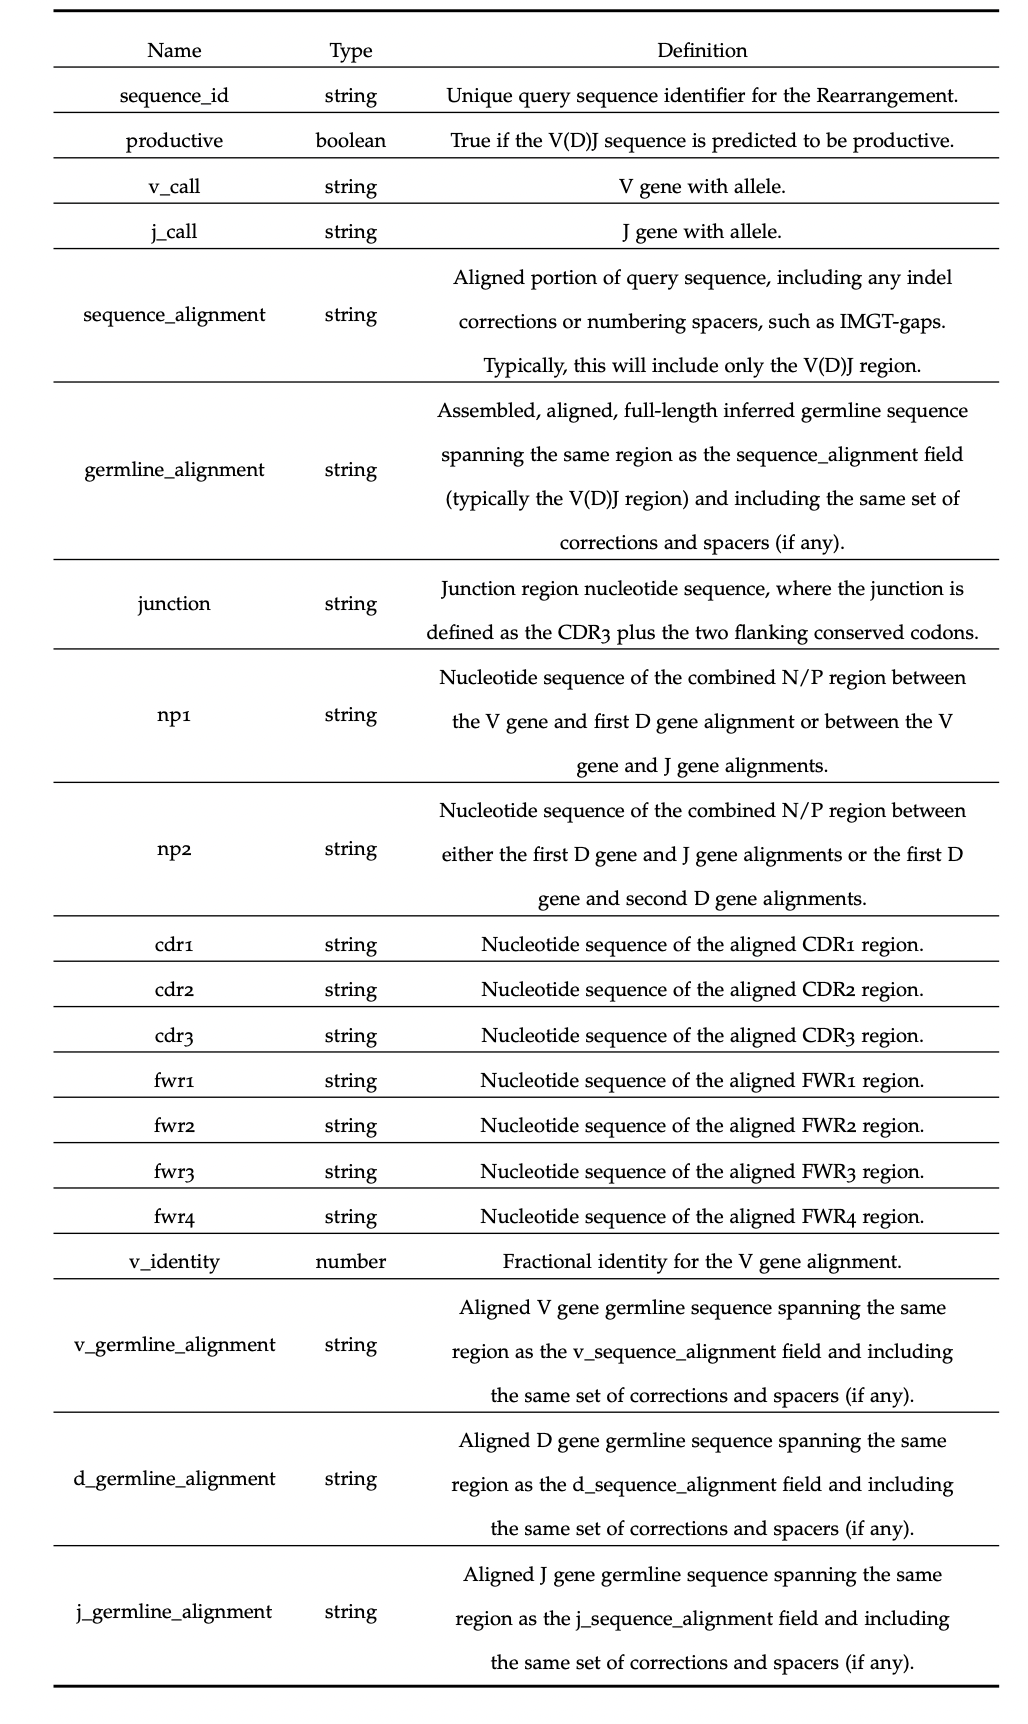 Name Type Definition
sequence_id string Unique query sequence identifier for the Rearrangement.
productive boolean True if the V(D)J sequence is predicted to be productive.
v_call string V gene with allele.
j_call string J gene with allele.
Aligned portion of query sequence, including any indel
sequence_alignment string corrections or numbering spacers, such as IMGT-gaps.
Typically, this will include only the V(D)J region.
Assembled, aligned, full-length inferred germline sequence
spanning the same region as the sequence_alignment field
germline_alignment string
(typically the V(D)J region) and including the same set of
corrections and spacers (if any).
Junction region nucleotide sequence, where the junction is
junction string
defined as the CDR3 plus the two flanking conserved codons.
Nucleotide sequence of the combined N/P region between
np1 string the V gene and first D gene alignment or between the V
gene and J gene alignments.
Nucleotide sequence of the combined N/P region between
np2 string either the first D gene and J gene alignments or the first D
gene and second D gene alignments.
cdr1 string Nucleotide sequence of the aligned CDR1 region.
cdr2 string Nucleotide sequence of the aligned CDR2 region.
cdr3 string Nucleotide sequence of the aligned CDR3 region.
fwr1 string Nucleotide sequence of the aligned FWR1 region.
fwr2 string Nucleotide sequence of the aligned FWR2 region.
fwr3 string Nucleotide sequence of the aligned FWR3 region.
fwr4 string Nucleotide sequence of the aligned FWR4 region.
v_identity number Fractional identity for the V gene alignment.
Aligned V gene germline sequence spanning the same
v_germline_alignment string region as the v_sequence_alignment field and including
the same set of corrections and spacers (if any).
Aligned D gene germline sequence spanning the same
d_germline_alignment string region as the d_sequence_alignment field and including
the same set of corrections and spacers (if any).
Aligned J gene germline sequence spanning the same
j_germline_alignment string region as the j_sequence_alignment field and including
the same set of corrections and spacers (if any).